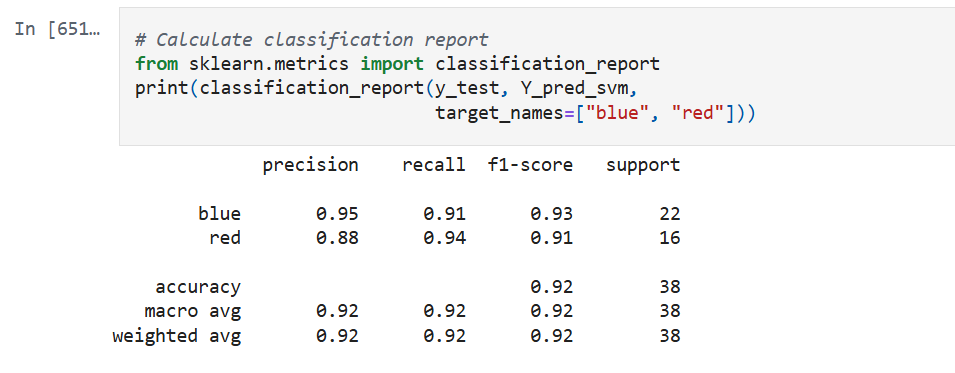 In [651…
# Calculate classification report
from sklearn.metrics import classification_report
print(classification_report(y_test, Y_pred_svm,
target_names=["blue", "red"]))
precision recall f1-score support
blue 0.95 0.91 0.93 22
red 0.88 0.94 0.91 16
accuracy 0.92 38
macro avg 0.92 0.92 0.92 38
weighted avg 0.92 0.92 0.92 38